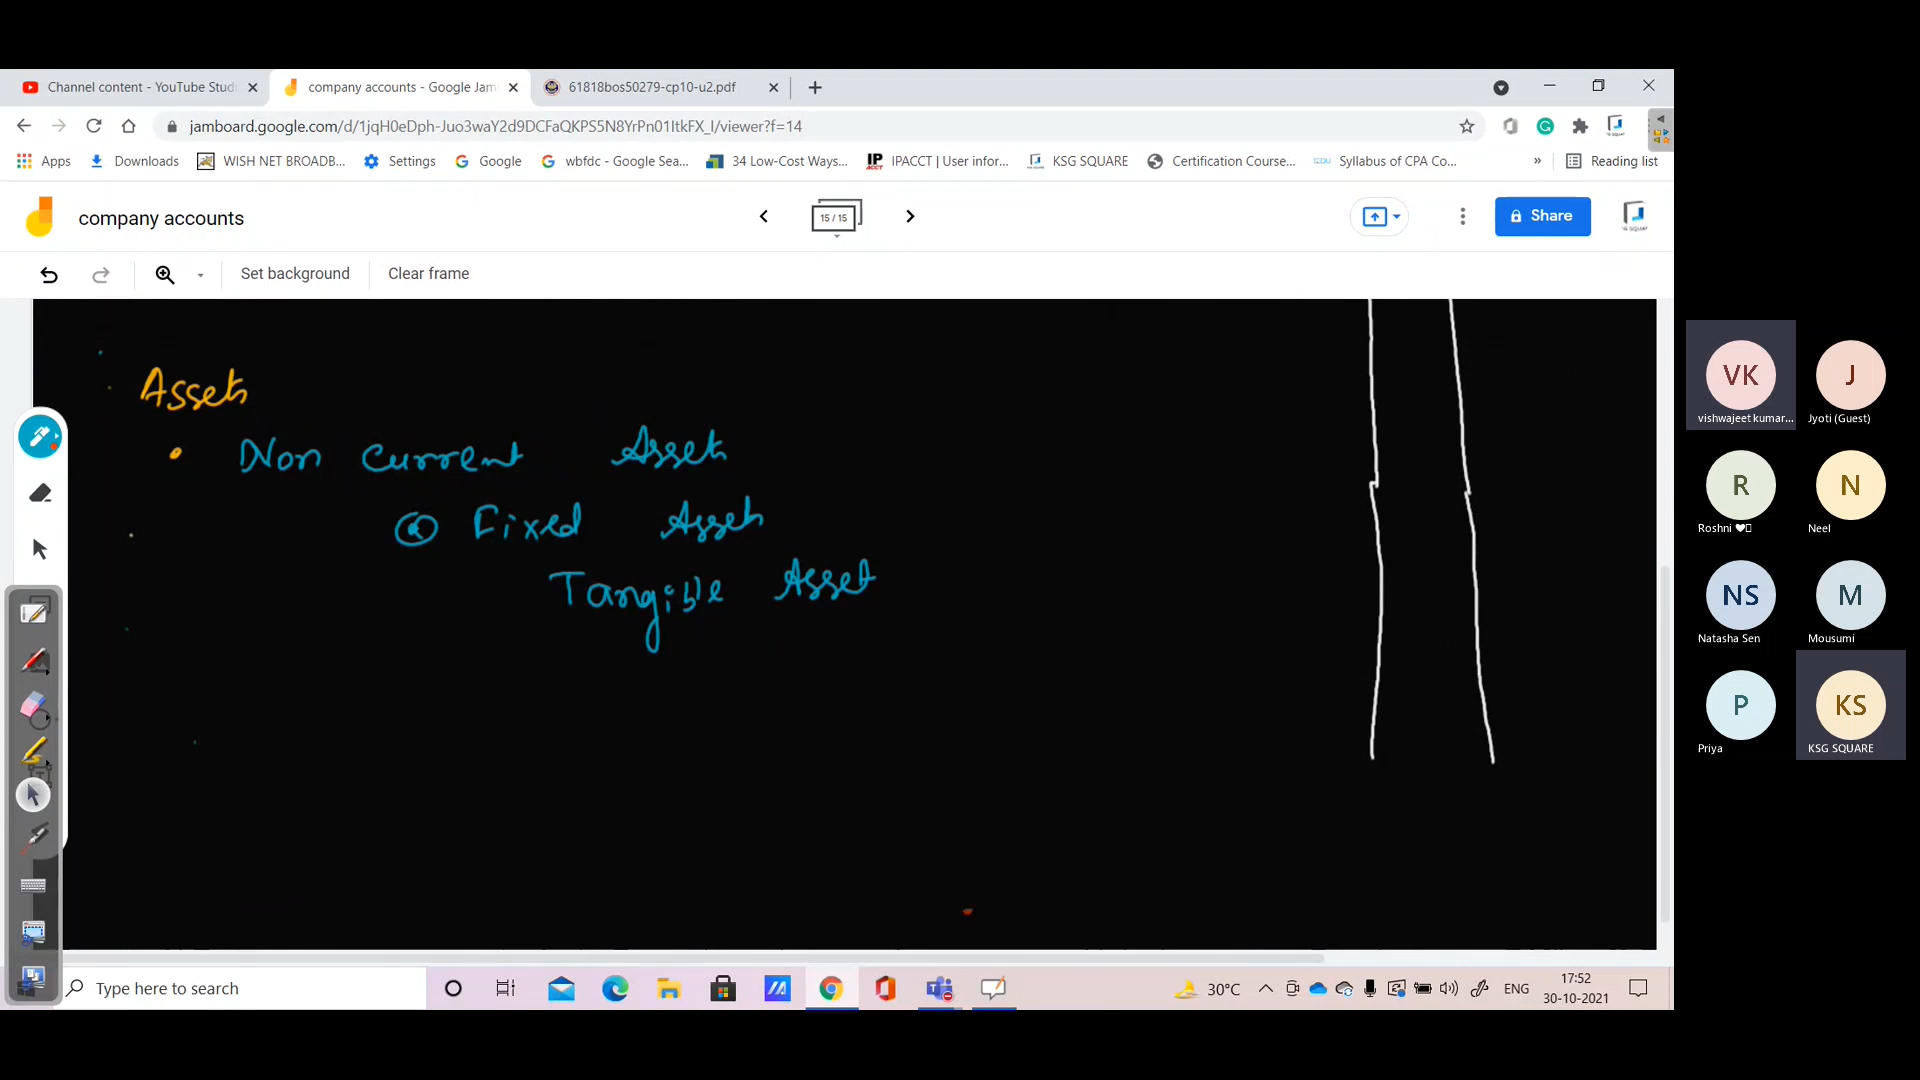 Channel content - YouTube Stud
company accounts - Google Jam
61818bos50279-cp10-u2.pdf
jamboard.google.com/d/1jqH0eDph-Juo3waY2d9DCFaQKPS5N8YrPn01ItkFX_I/viewer?f=14
Apps Downloads WISH NET BROADB... Settings Google wbfdc - Google Sea... 34 Low-Cost Ways... IPACCT | User infor... KSG SQUARE Certification Course... Syllabus of CPA Co... » Reading list
company accounts
15 / 15
Share
Set background Clear frame
Assets
• Non Current Assets
ⓐ Fixed Assets
Tangible Asset
VK
vishwajeet kumar...
J
Jyoti (Guest)
R
Roshni
N
Neel
NS
Natasha Sen
M
Mousumi
P
Priya
KS
KSG SQUARE
Type here to search
30°C
ENG
17:52
30-10-2021